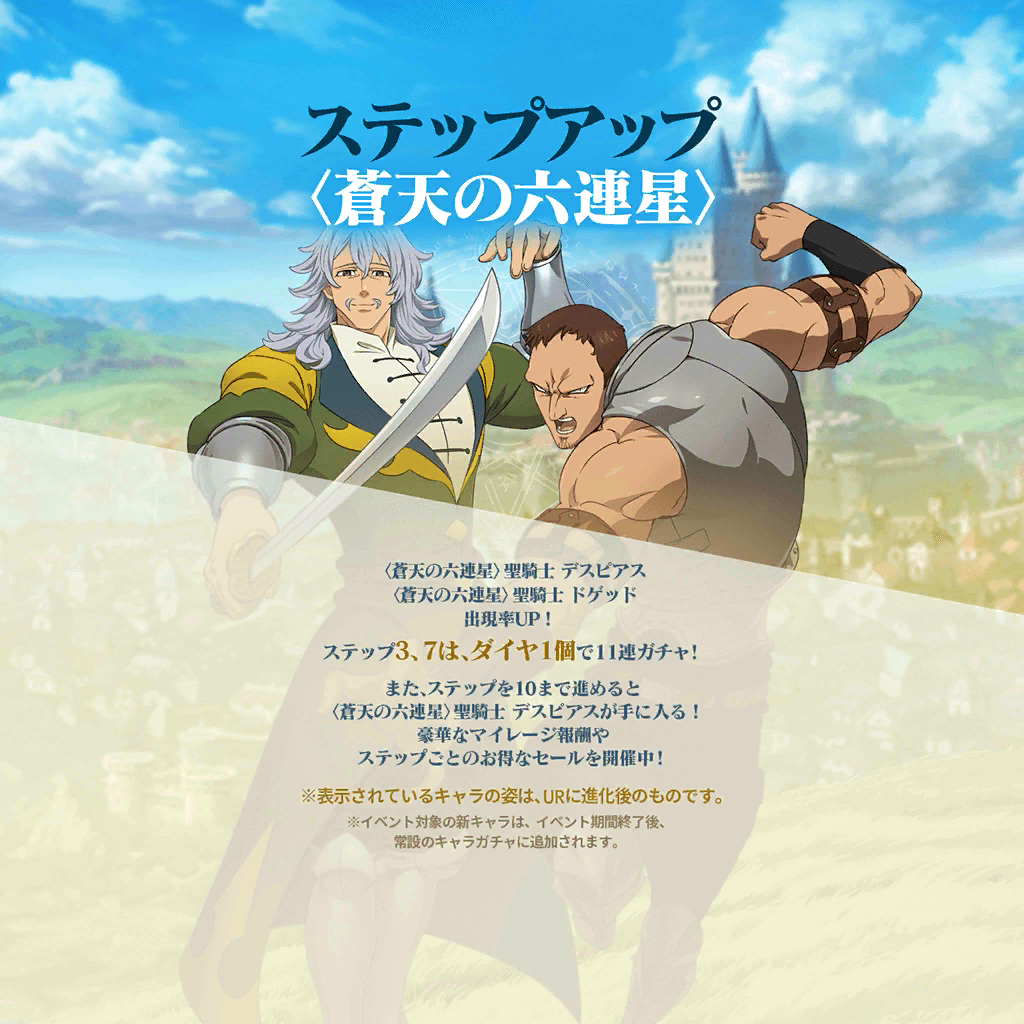 ステップアップ
〈蒼天の六連星〉
〈蒼天の六連星〉聖騎士 デスピアス
〈蒼天の六連星〉聖騎士 ドゲッド
出現率UP！
ステップ3、7は、ダイヤ1個で11連ガチャ！
また、ステップを10まで進めると
〈蒼天の六連星〉聖騎士 デスピアスが手に入る！
豪華なマイレージ報酬や
ステップごとのお得なセールを開催中！
※表示されているキャラの姿は、URに進化後のものです。
※イベント対象の新キャラは、イベント期間終了後、
常設のキャラガチャに追加されます。